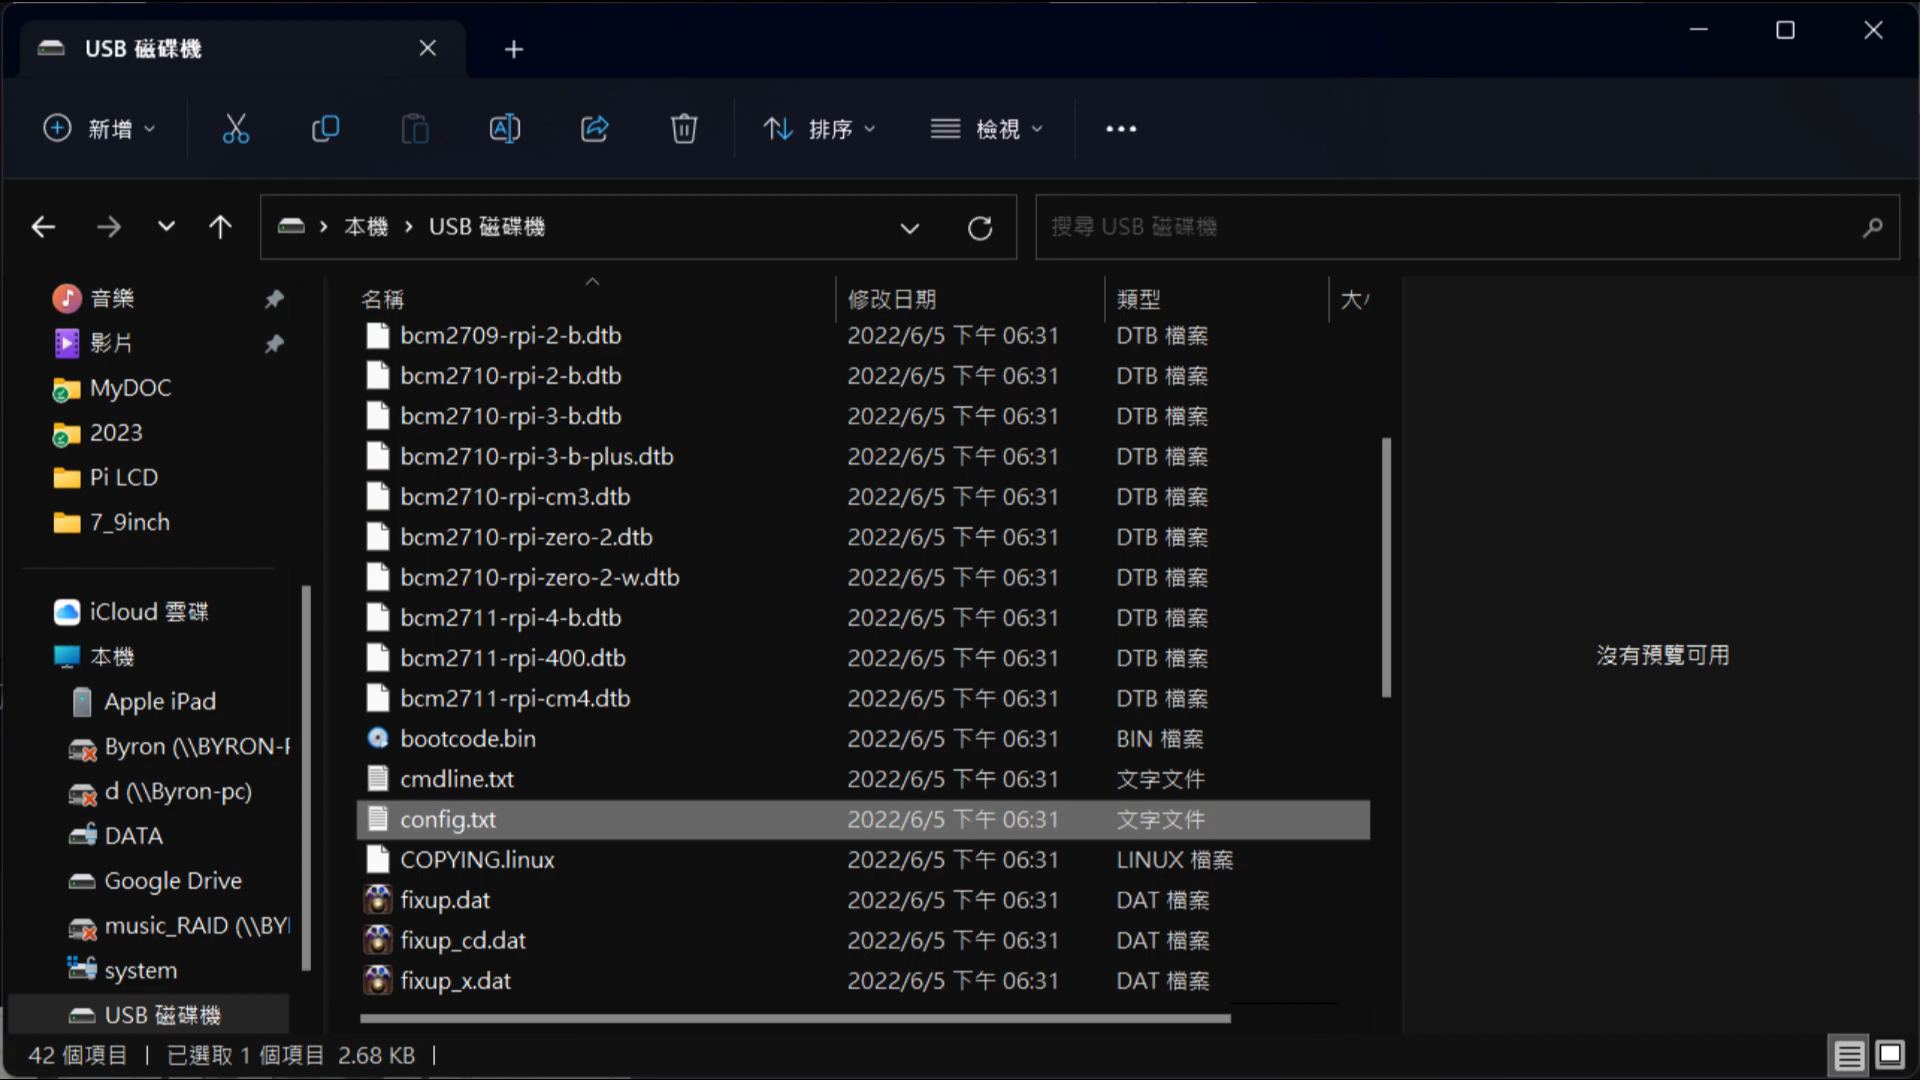 USB 磁碟機
新增
排序
檢視
本機 › USB 磁碟機
搜尋 USB 磁碟機
音樂
影片
MyDOC
2023
Pi LCD
7_9inch
iCloud 雲碟
本機
Apple iPad
Byron (\\BYRON-
d (\\Byron-pc)
DATA
Google Drive
music_RAID (\\BY
system
USB 磁碟機
名稱 修改日期 類型 大
bcm2709-rpi-2-b.dtb 2022/6/5 下午 06:31 DTB 檔案
bcm2710-rpi-2-b.dtb 2022/6/5 下午 06:31 DTB 檔案
bcm2710-rpi-3-b.dtb 2022/6/5 下午 06:31 DTB 檔案
bcm2710-rpi-3-b-plus.dtb 2022/6/5 下午 06:31 DTB 檔案
bcm2710-rpi-cm3.dtb 2022/6/5 下午 06:31 DTB 檔案
bcm2710-rpi-zero-2.dtb 2022/6/5 下午 06:31 DTB 檔案
bcm2710-rpi-zero-2-w.dtb 2022/6/5 下午 06:31 DTB 檔案
bcm2711-rpi-4-b.dtb 2022/6/5 下午 06:31 DTB 檔案
bcm2711-rpi-400.dtb 2022/6/5 下午 06:31 DTB 檔案
bcm2711-rpi-cm4.dtb 2022/6/5 下午 06:31 DTB 檔案
bootcode.bin 2022/6/5 下午 06:31 BIN 檔案
cmdline.txt 2022/6/5 下午 06:31 文字文件
config.txt 2022/6/5 下午 06:31 文字文件
COPYING.linux 2022/6/5 下午 06:31 LINUX 檔案
fixup.dat 2022/6/5 下午 06:31 DAT 檔案
fixup_cd.dat 2022/6/5 下午 06:31 DAT 檔案
fixup_x.dat 2022/6/5 下午 06:31 DAT 檔案
沒有預覽可用
42 個項目 | 已選取 1 個項目 2.68 KB |